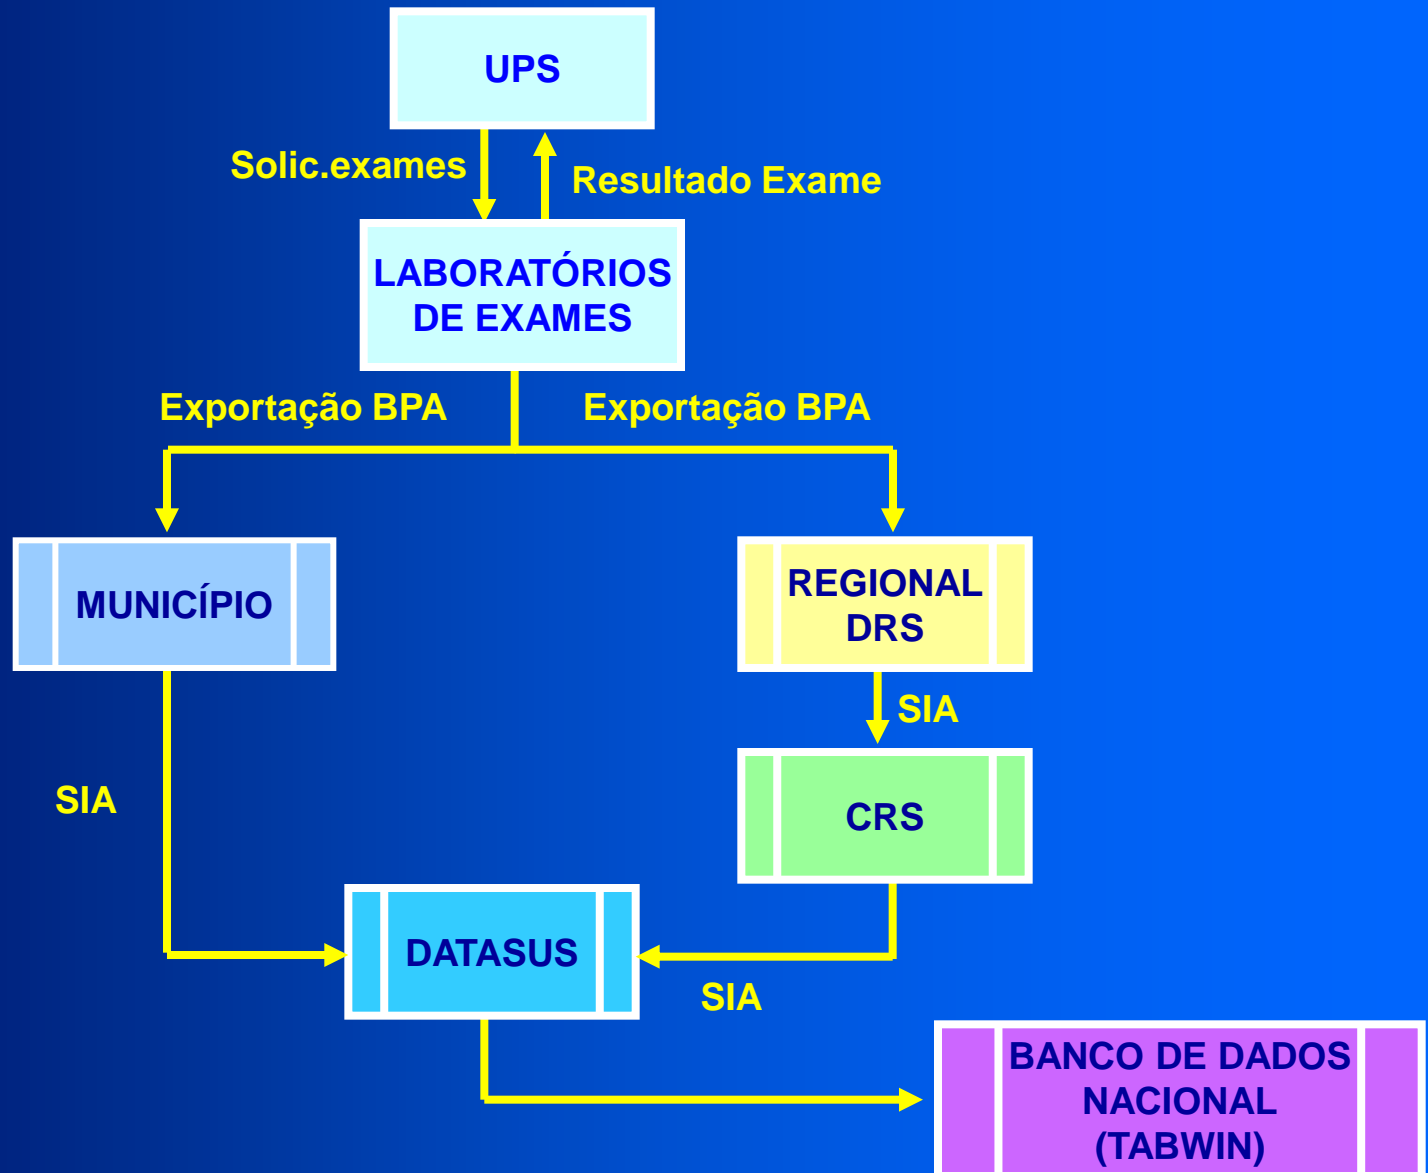 UPS
Solic.exames
Resultado Exame
LABORATÓRIOS
DE EXAMES
Exportação BPA
Exportação BPA
MUNICÍPIO
REGIONAL
DRS
SIA
SIA
CRS
DATASUS
SIA
BANCO DE DADOS
NACIONAL
(TABWIN)